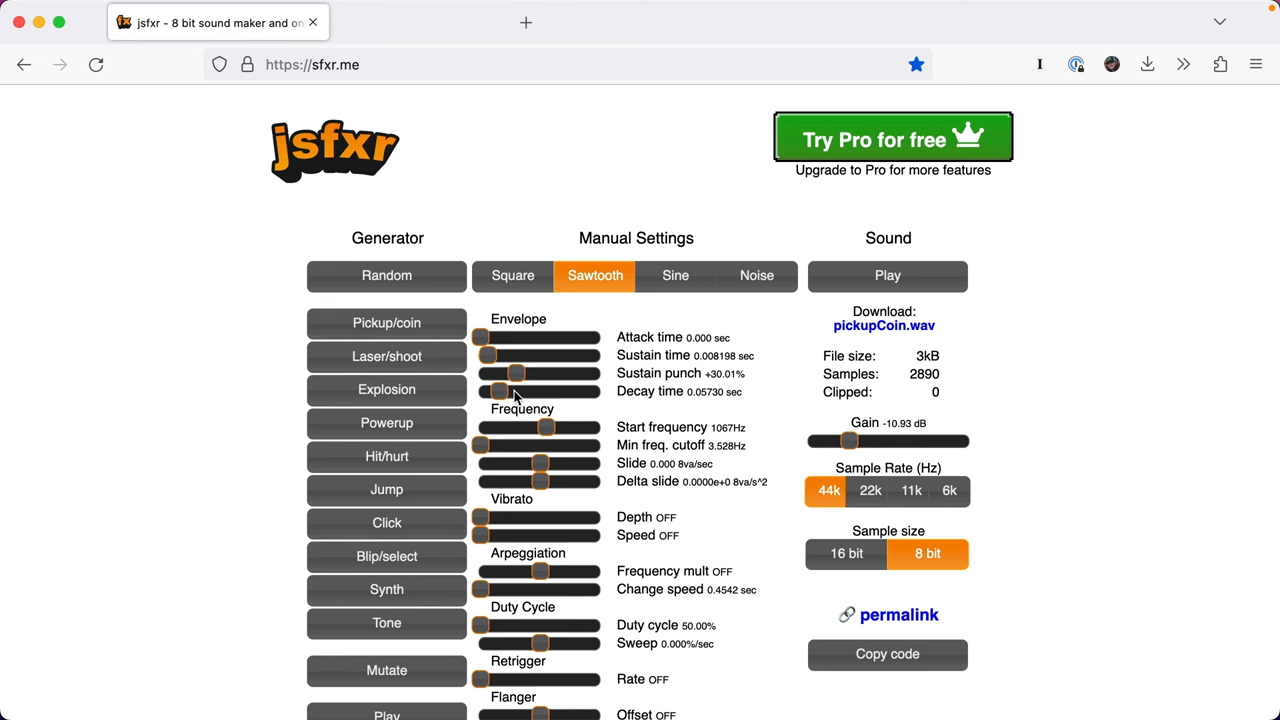 jsfxr - 8 bit sound maker and on
https://sfxr.me
jsfxr
Try Pro for free
Upgrade to Pro for more features
Generator
Manual Settings
Sound
Random
Square
Sawtooth
Sine
Noise
Play
Pickup/coin
Laser/shoot
Explosion
Powerup
Hit/hurt
Jump
Click
Blip/select
Synth
Tone
Mutate
Play
Envelope
Attack time 0.000 sec
Sustain time 0.008198 sec
Sustain punch +30.01%
Decay time 0.05730 sec
Frequency
Start frequency 1067Hz
Min freq. cutoff 3.528Hz
Slide 0.000 8va/sec
Delta slide 0.0000e+0 8va/s^2
Vibrato
Depth OFF
Speed OFF
Arpeggiation
Frequency mult OFF
Change speed 0.4542 sec
Duty Cycle
Duty cycle 50.00%
Sweep 0.000%/sec
Retrigger
Rate OFF
Flanger
Offset OFF
Download:
pickupCoin.wav
File size: 3kB
Samples: 2890
Clipped: 0
Gain -10.93 dB
Sample Rate (Hz)
44k 22k 11k 6k
Sample size
16 bit 8 bit
permalink
Copy code